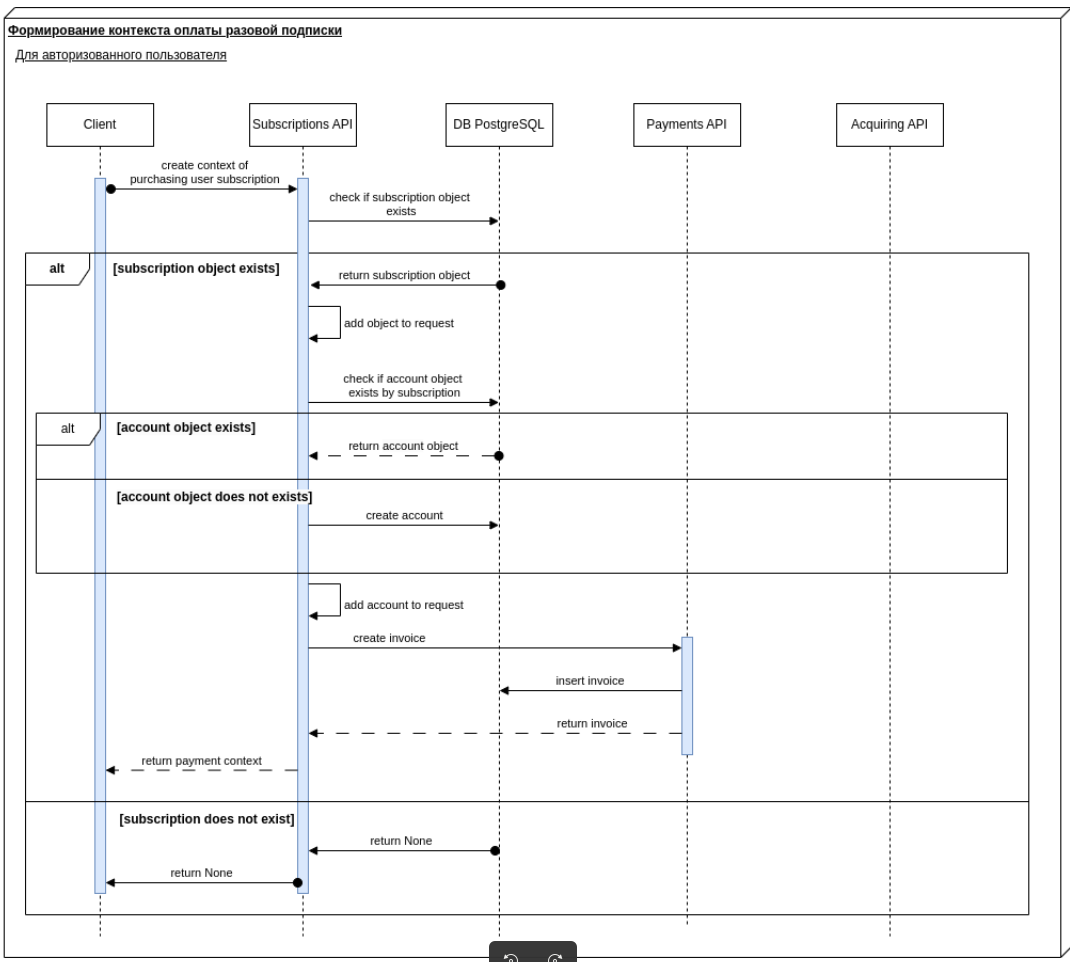 Формирование контекста оплаты разовой подписки
Для авторизованного пользователя
Client
Subscriptions API
DB PostgreSQL
Payments API
Acquiring API
create context of
purchasing user subscription
check if subscription object
exists
alt
[subscription object exists]
return subscription object
add object to request
check if account object
exists by subscription
alt
[account object exists]
return account object
[account object does not exists]
create account
add account to request
create invoice
insert invoice
return invoice
return payment context
[subscription does not exist]
return None
return None